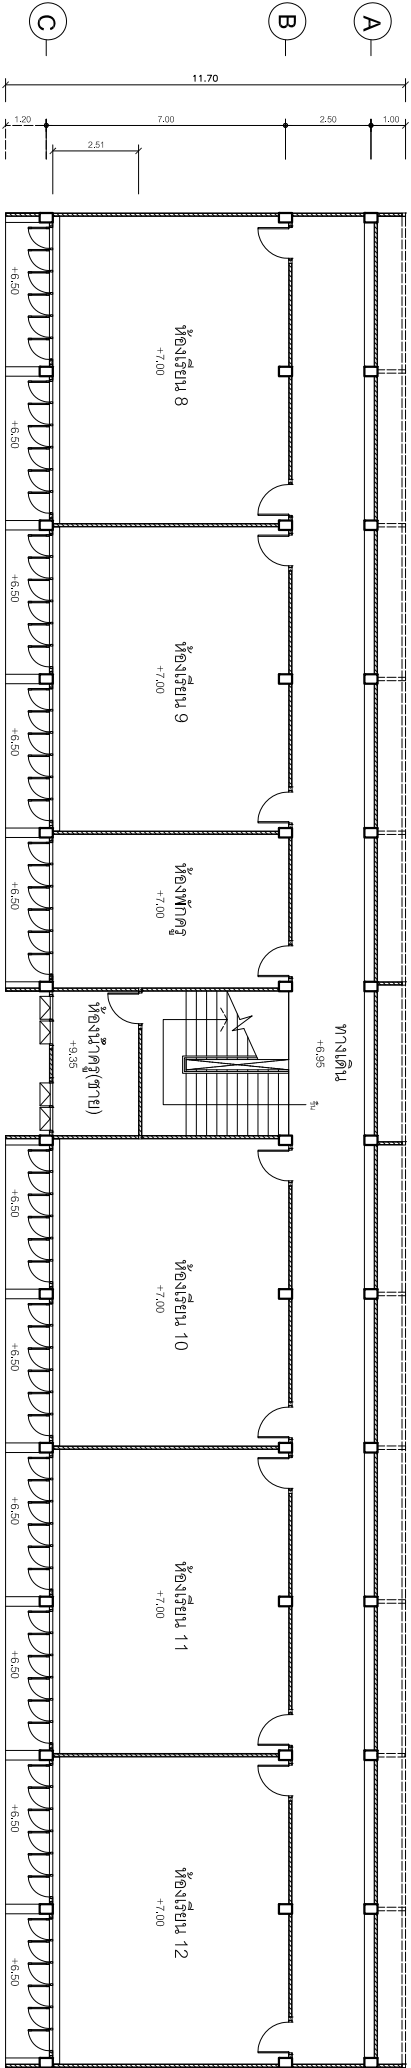 A
B
C
11.70
1.00
2.50
7.00
1.20
2.51
ทางเดิน
+6.95
ขึ้น
ห้องเรียน 8
+7.00
ห้องเรียน 9
+7.00
ห้องพักครู
+7.00
ห้องน้ำครู(ชาย)
+9.35
ห้องเรียน 10
+7.00
ห้องเรียน 11
+7.00
ห้องเรียน 12
+7.00
+6.50
+6.50
+6.50
+6.50
+6.50
+6.50
+6.50
+6.50
+6.50
+6.50
+6.50